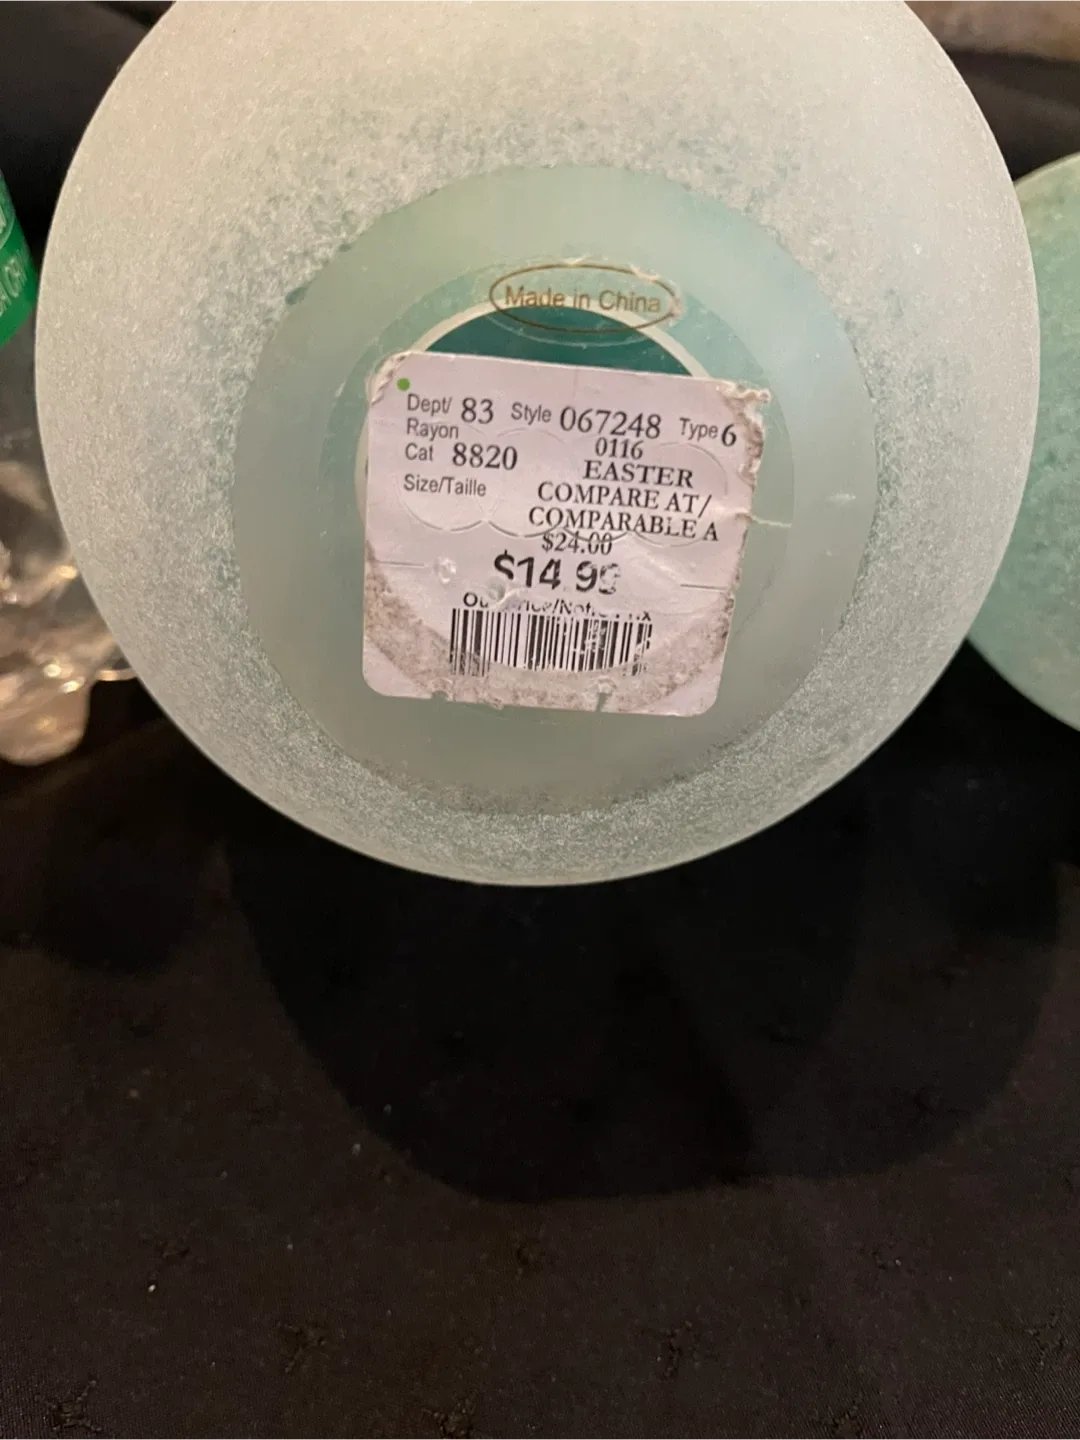 Made in China
Dept/ 83 Style 067248 Type 6
Rayon 0116
Cat 8820 EASTER
Size/Taille COMPARE AT/
COMPARABLE A
$24.00
$14.99